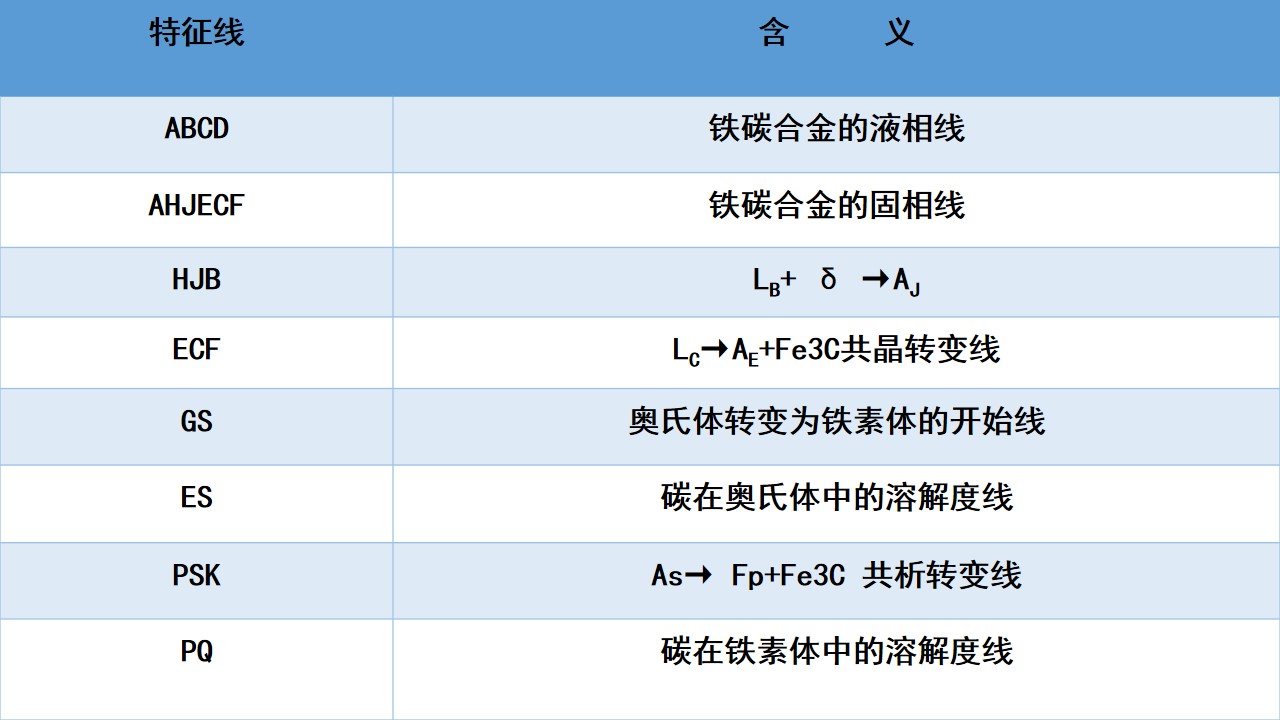 特征线 含 义
ABCD 铁碳合金的液相线
AHJECF 铁碳合金的固相线
HJB LB+ δ →AJ
ECF LC→AE+Fe3C共晶转变线
GS 奥氏体转变为铁素体的开始线
ES 碳在奥氏体中的溶解度线
PSK As→ Fp+Fe3C 共析转变线
PQ 碳在铁素体中的溶解度线